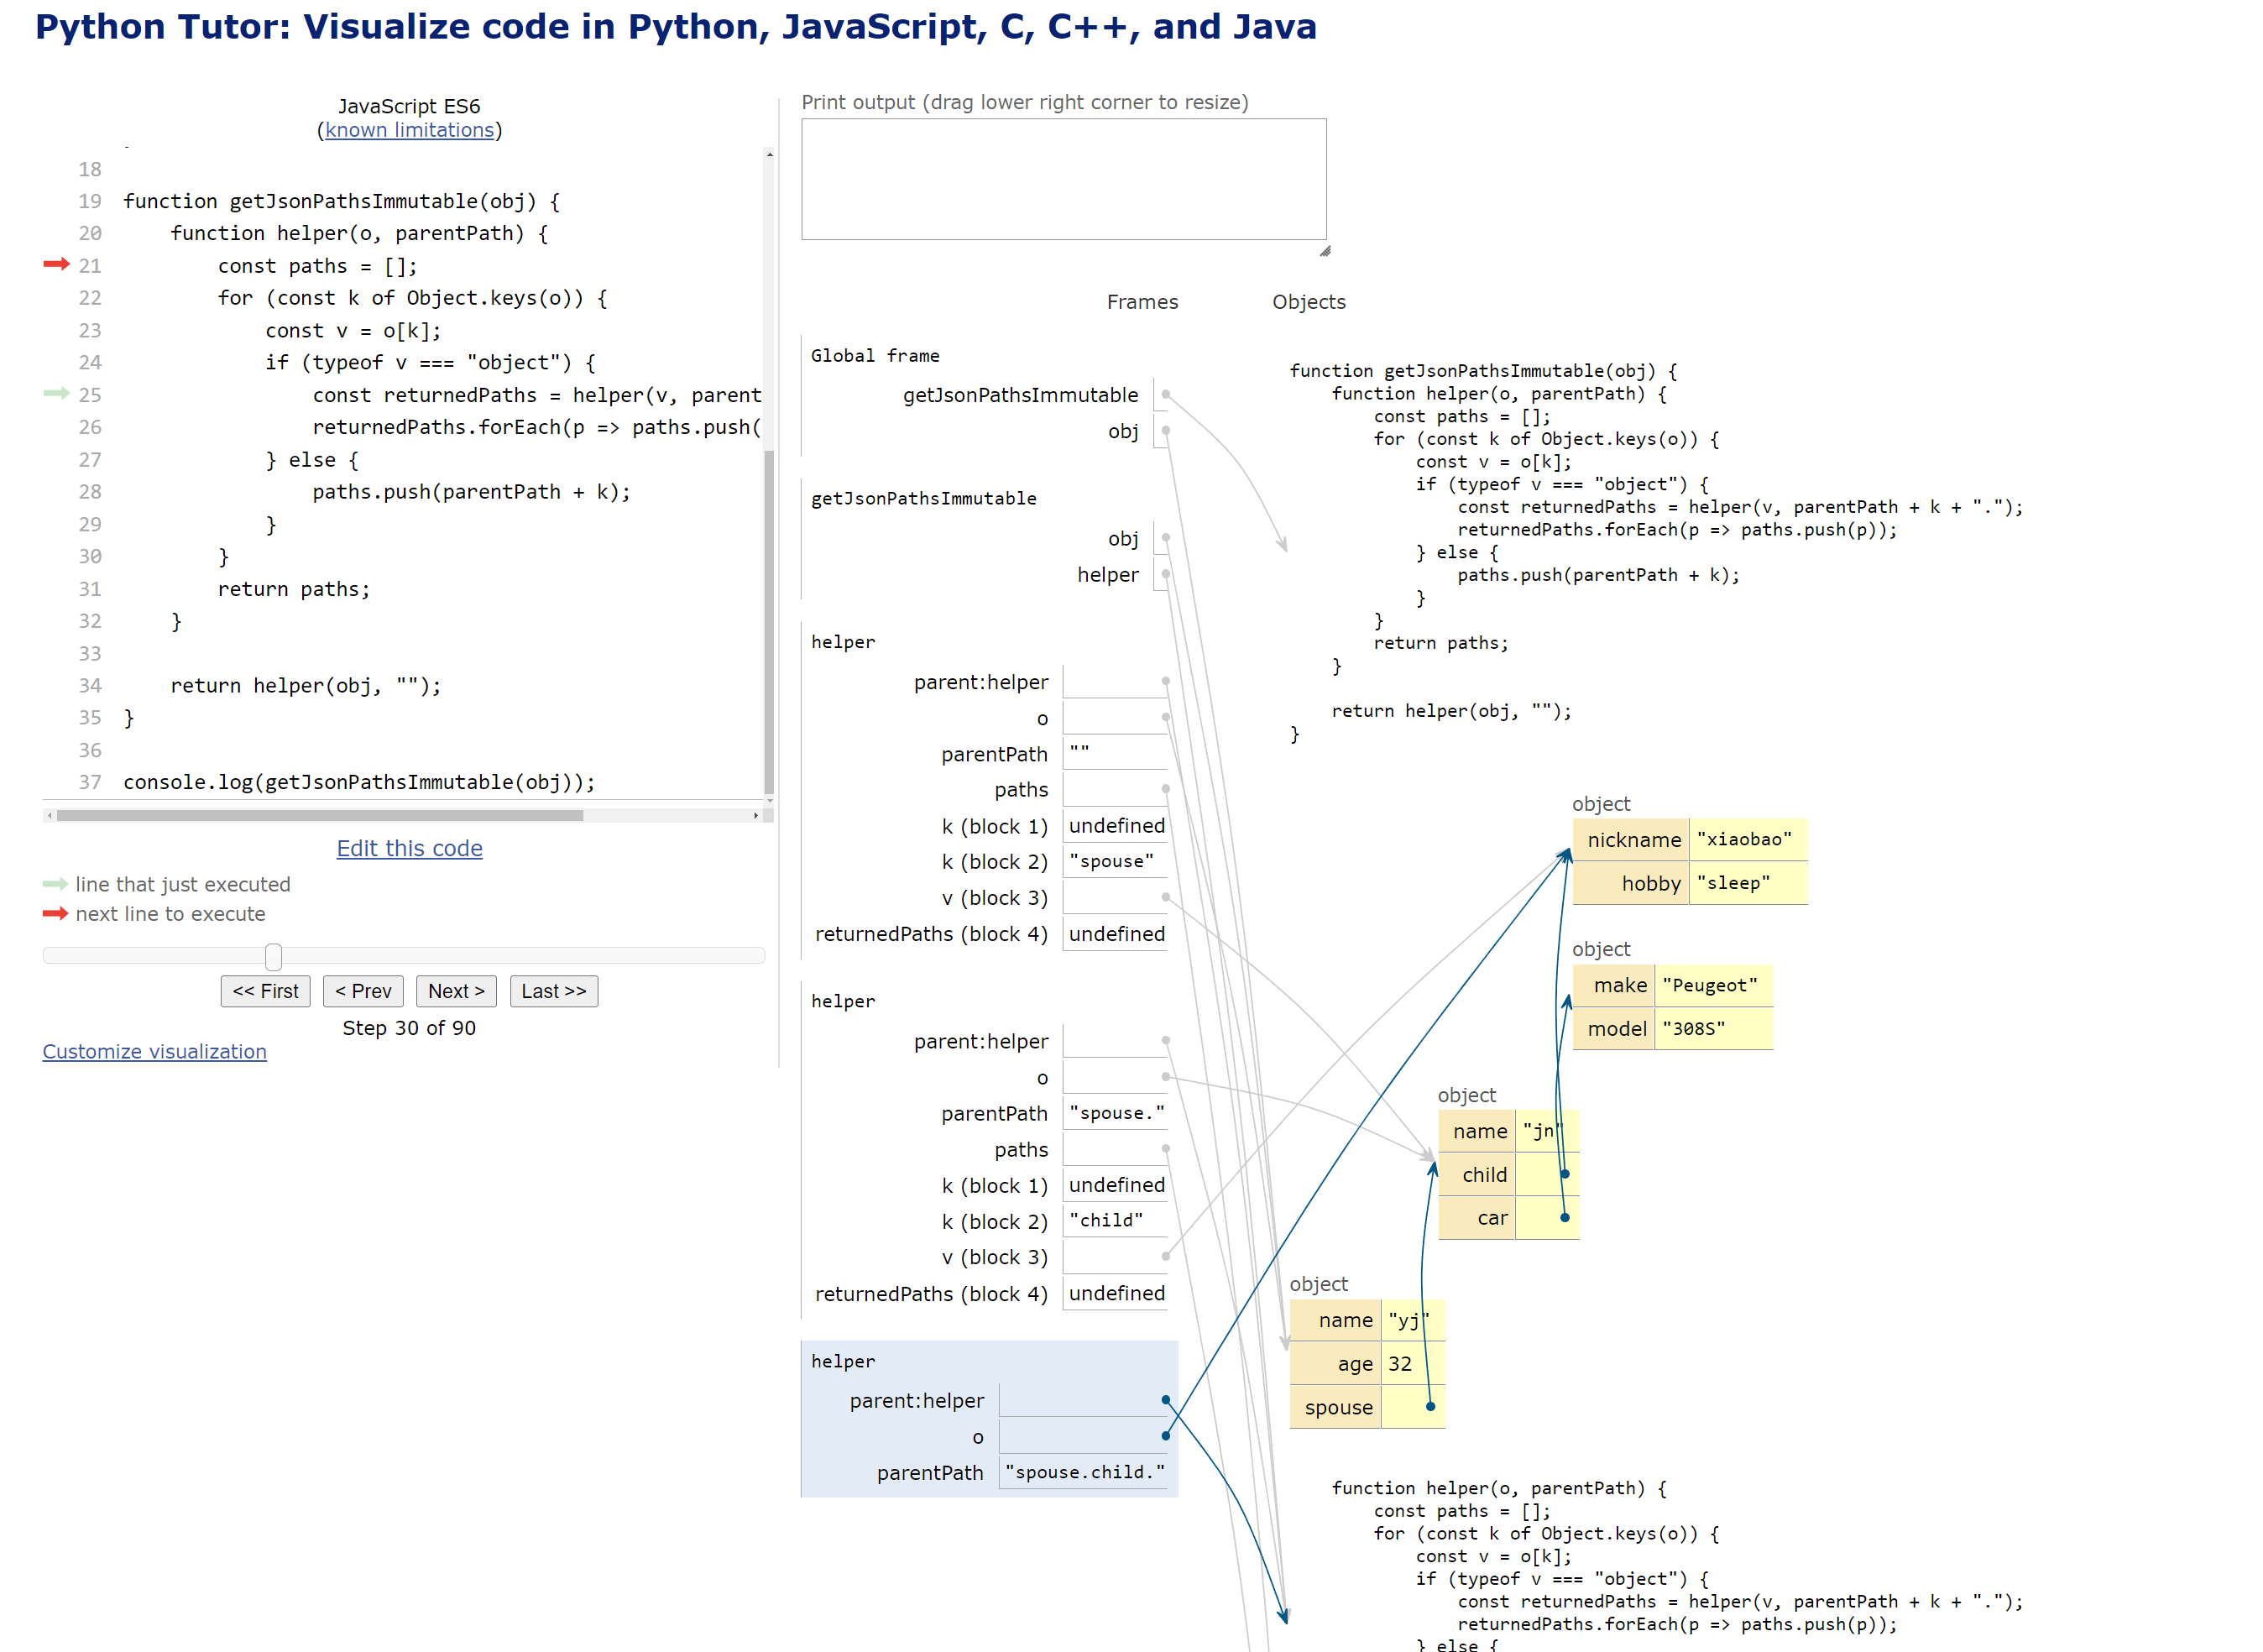 Python Tutor: Visualize code in Python, JavaScript, C, C++, and Java
JavaScript ES6
(known limitations)
18
19 function getJsonPathsImmutable(obj) {
20     function helper(o, parentPath) {
21         const paths = [];
22         for (const k of Object.keys(o)) {
23             const v = o[k];
24             if (typeof v === "object") {
25                 const returnedPaths = helper(v, parent
26                 returnedPaths.forEach(p => paths.push(
27             } else {
28                 paths.push(parentPath + k);
29             }
30         }
31         return paths;
32     }
33
34     return helper(obj, "");
35 }
36
37 console.log(getJsonPathsImmutable(obj));
Edit this code
line that just executed
next line to execute
<< First
< Prev
Next >
Last >>
Step 30 of 90
Customize visualization
Print output (drag lower right corner to resize)
Frames
Objects
Global frame
getJsonPathsImmutable
obj
getJsonPathsImmutable
obj
helper
helper
parent:helper
o
parentPath ""
paths
k (block 1) undefined
k (block 2) "spouse"
v (block 3)
returnedPaths (block 4) undefined
helper
parent:helper
o
parentPath "spouse."
paths
k (block 1) undefined
k (block 2) "child"
v (block 3)
returnedPaths (block 4) undefined
helper
parent:helper
o
parentPath "spouse.child."
function getJsonPathsImmutable(obj) {
    function helper(o, parentPath) {
        const paths = [];
        for (const k of Object.keys(o)) {
            const v = o[k];
            if (typeof v === "object") {
                const returnedPaths = helper(v, parentPath + k + ".");
                returnedPaths.forEach(p => paths.push(p));
            } else {
                paths.push(parentPath + k);
            }
        }
        return paths;
    }

    return helper(obj, "");
}
object
nickname "xiaobao"
hobby "sleep"
object
make "Peugeot"
model "308S"
object
name "jn"
child
car
object
name "yj"
age 32
spouse
function helper(o, parentPath) {
    const paths = [];
    for (const k of Object.keys(o)) {
        const v = o[k];
        if (typeof v === "object") {
            const returnedPaths = helper(v, parentPath + k + ".");
            returnedPaths.forEach(p => paths.push(p));
        } else {